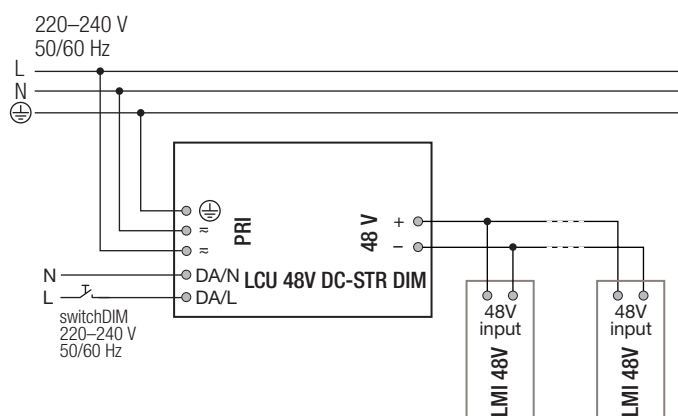 220–240 V
50/60 Hz
L
N
PRI
≂
≂
48 V
+
–
LCU 48V DC-STR DIM
N
DA/N
L
DA/L
switchDIM
220–240 V
50/60 Hz
48V
input
LMI 48V
48V
input
LMI 48V